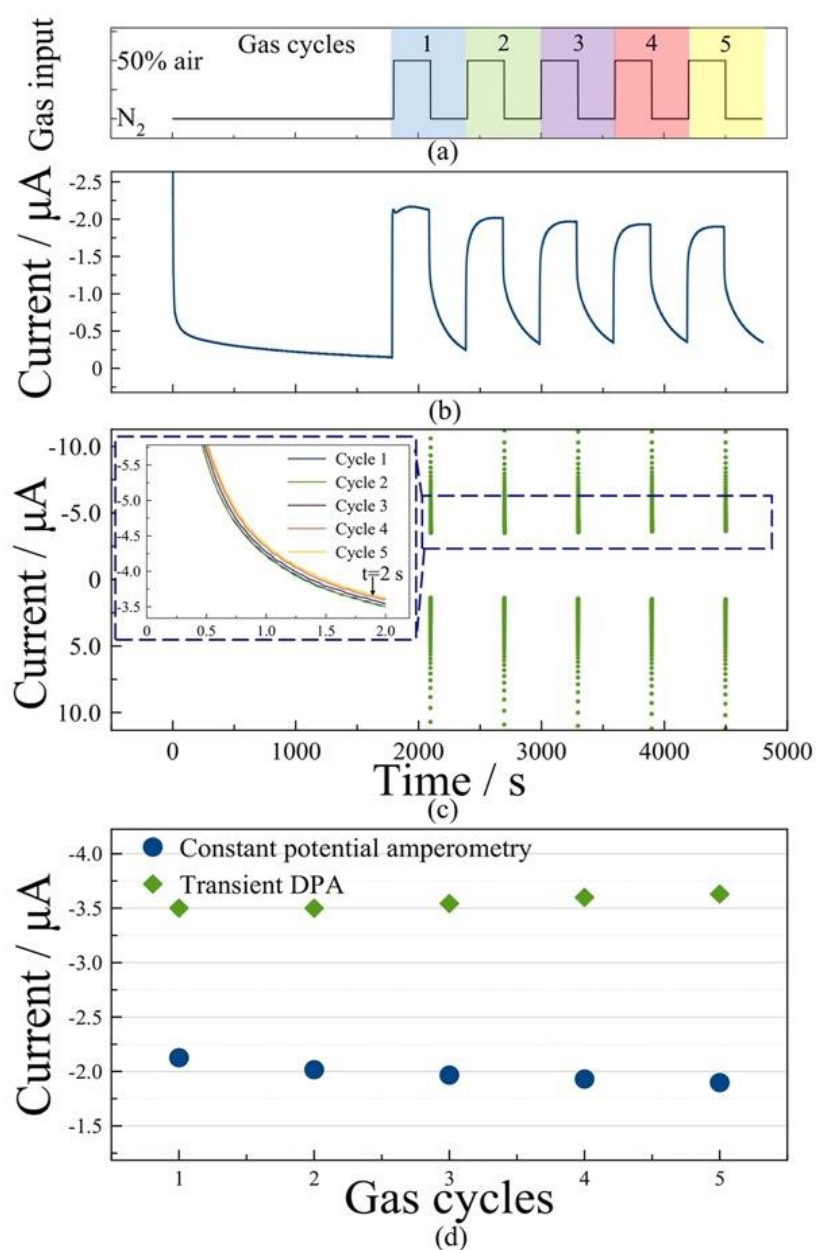 Gas input
50% air
N₂
Gas cycles
1 2 3 4 5
(a)
Current / µA
-2.5
-2.0
-1.5
-1.0
-0.5
0
(b)
Current / µA
-10.0
-5.0
0
5.0
10.0
-5.5
-5.0
-4.5
-4.0
-3.5
0 0.5 1.0 1.5 2.0
Cycle 1
Cycle 2
Cycle 3
Cycle 4
Cycle 5
t=2 s
0 1000 2000 3000 4000 5000
Time / s
(c)
Current / µA
-4.0
-3.5
-3.0
-2.5
-2.0
-1.5
Constant potential amperometry
Transient DPA
1 2 3 4 5
Gas cycles
(d)